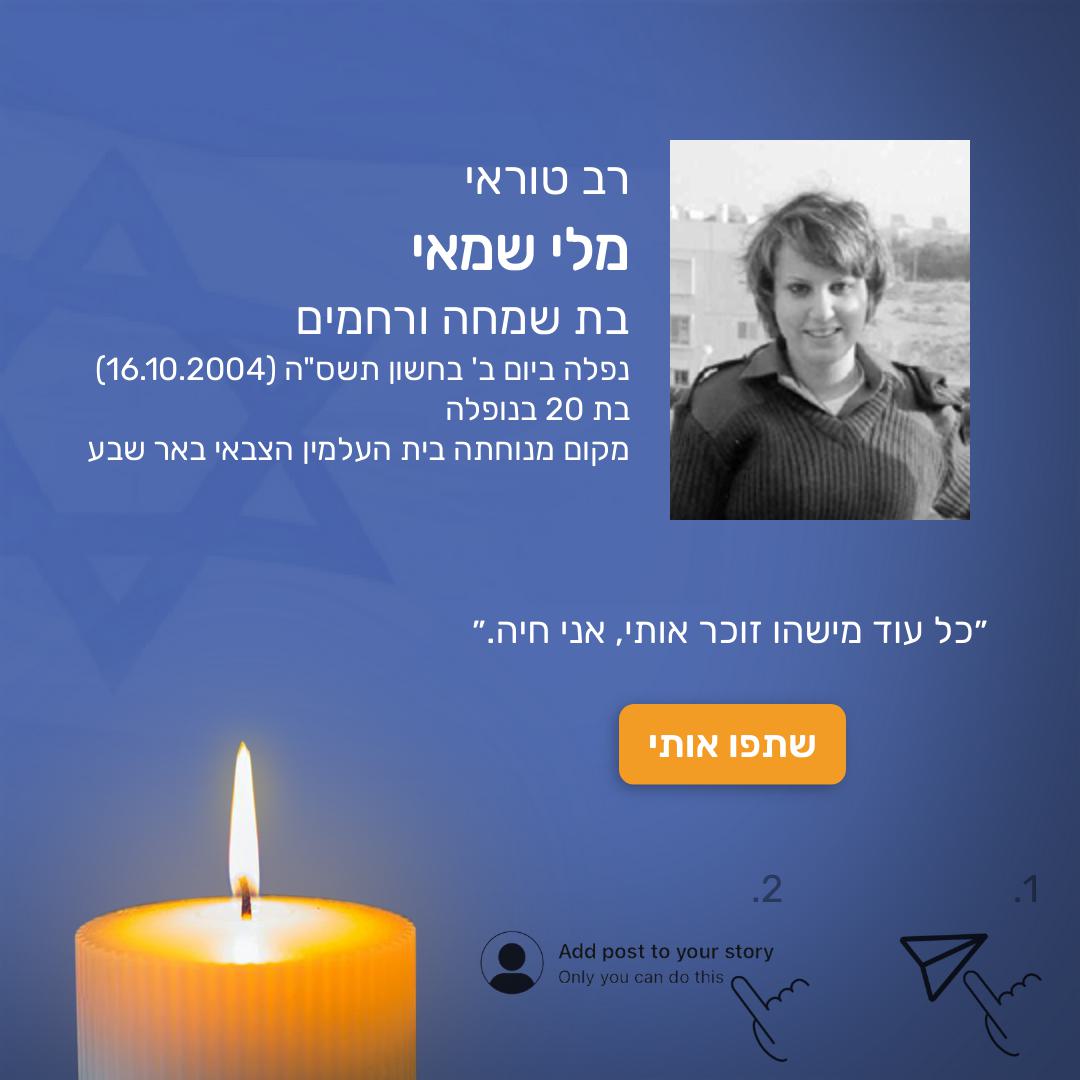 רב טוראי
מלי שמאי
בת שמחה ורחמים
נפלה ביום ב' בחשון תשס"ה (16.10.2004)
בת 20 בנופלה
מקום מנוחתה בית העלמין הצבאי באר שבע
״כל עוד מישהו זוכר אותי, אני חיה.״
שתפו אותי
1.
2.
Add post to your story
Only you can do this